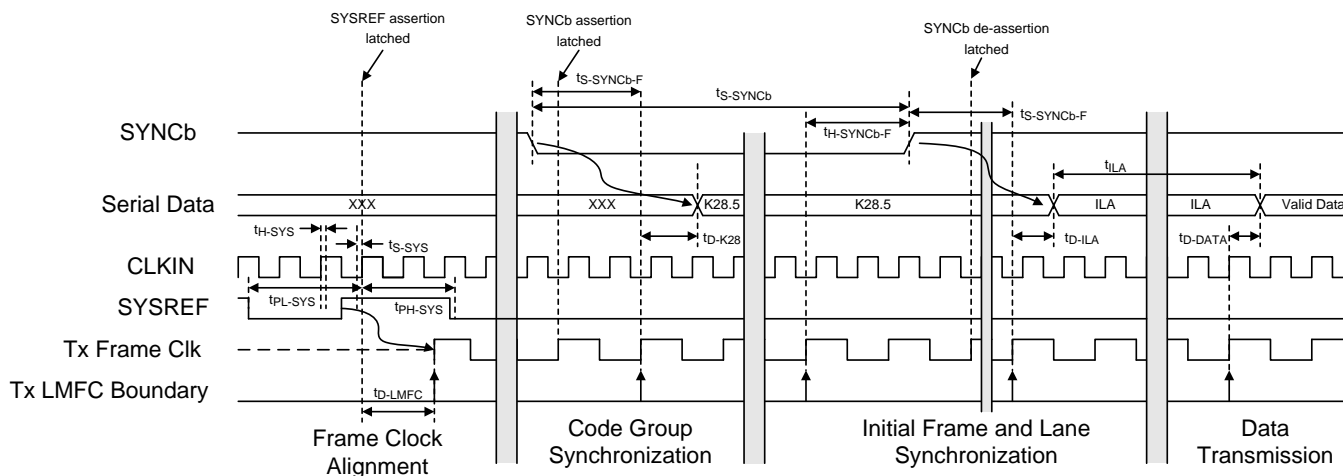 SYSREF assertion
latched
SYNCb assertion
latched
SYNCb de-assertion
latched
tS-SYNCb-F
tS-SYNCb
tH-SYNCb-F
tS-SYNCb-F
SYNCb
tILA
Serial Data
XXX
XXX
K28.5
K28.5
ILA
ILA
Valid Data
tH-SYS
tS-SYS
tD-K28
tD-ILA
tD-DATA
CLKIN
tPL-SYS
tPH-SYS
SYSREF
Tx Frame Clk
Tx LMFC Boundary
tD-LMFC
Frame Clock
Alignment
Code Group
Synchronization
Initial Frame and Lane
Synchronization
Data
Transmission